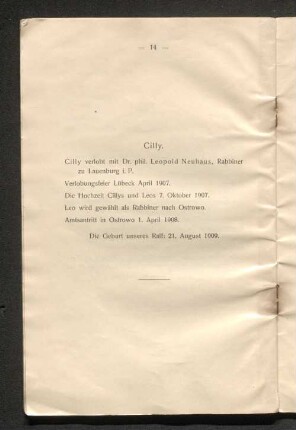 — 14 —
Cilly.
Cilly verlobt mit Dr. phil. Leopold Neuhaus, Rabbiner
zu Lauenburg i. P.
Verlobungsfeier Lübeck April 1907.
Die Hochzeit Cillys und Leos 7. Oktober 1907.
Leo wird gewählt als Rabbiner nach Ostrowo.
Amtsantritt in Ostrowo 1. April 1908.
Die Geburt unseres Ralf: 21. August 1909.